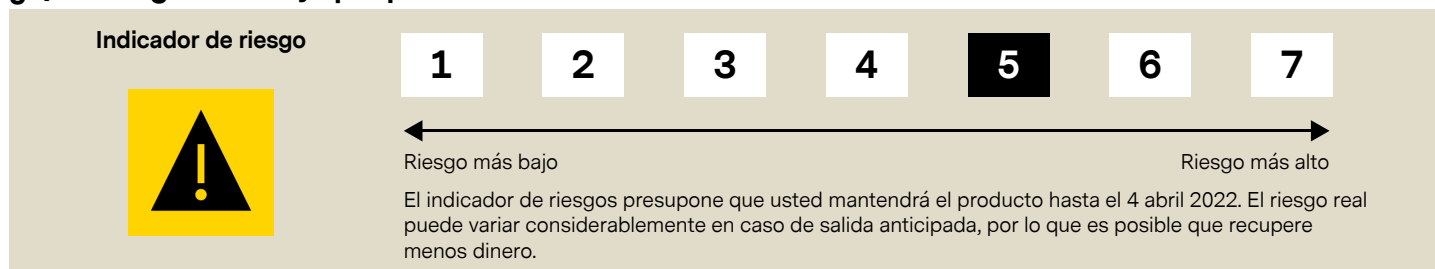 Indicador de riesgo
1 2 3 4 5 6 7
Riesgo más bajo Riesgo más alto
El indicador de riesgos presupone que usted mantendrá el producto hasta el 4 abril 2022. El riesgo real
puede variar considerablemente en caso de salida anticipada, por lo que es posible que recupere
menos dinero.